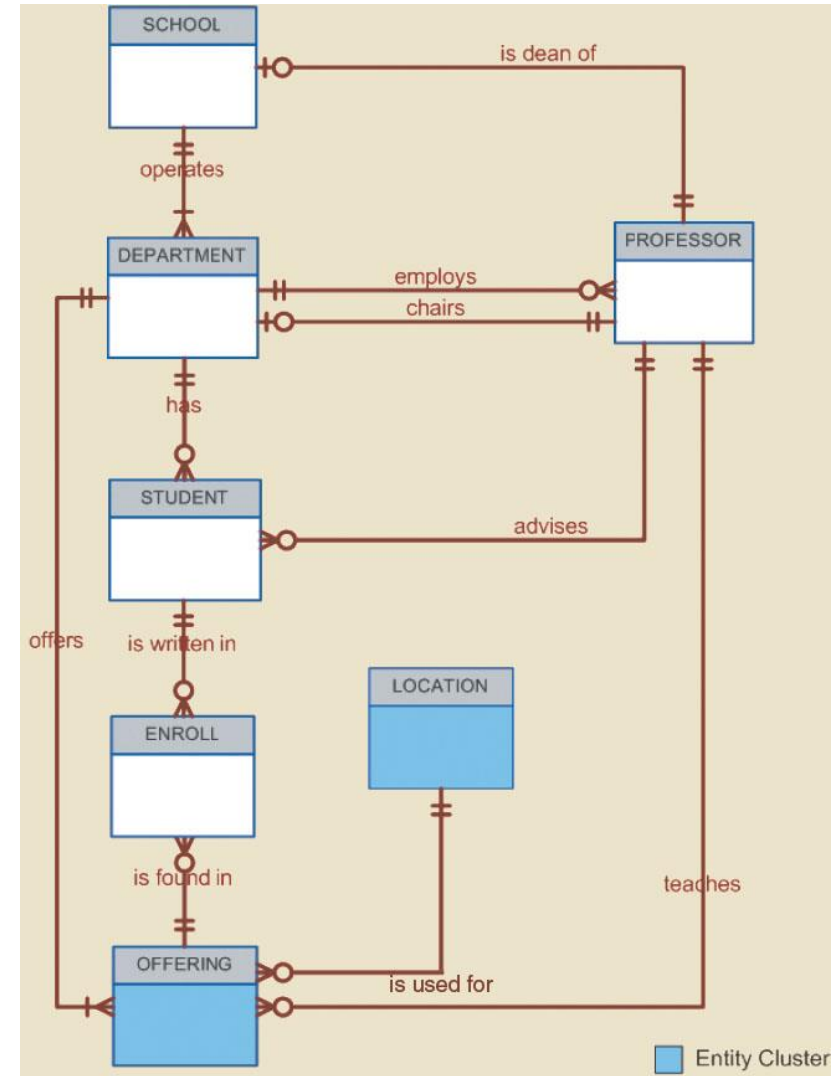 SCHOOL
is dean of
operates
DEPARTMENT
PROFESSOR
employs
chairs
has
STUDENT
advises
offers
is written in
LOCATION
ENROLL
is found in
teaches
OFFERING
is used for
Entity Cluster